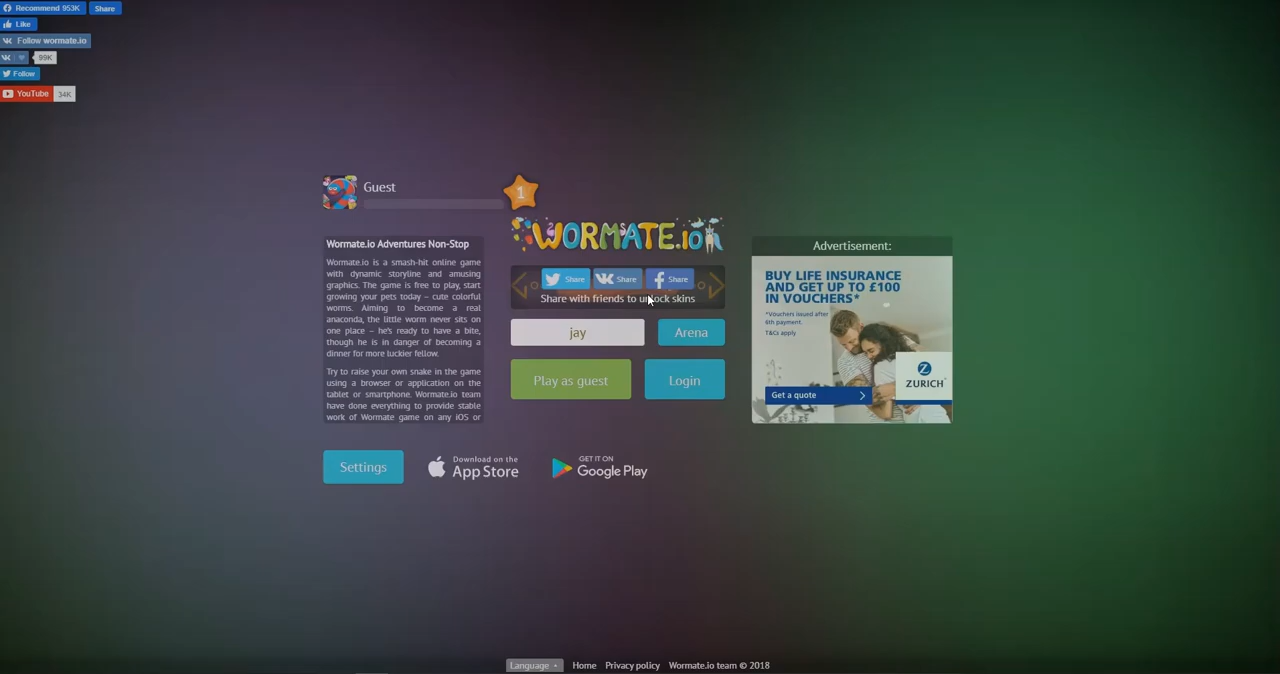 Recommend 953K
Share
Like
Follow wormate.io
99K
Follow
YouTube
34K
Guest
1
Wormate.io Adventures Non-Stop
Wormate.io is a smash-hit online game
with dynamic storyline and amusing
graphics. The game is free to play, start
growing your pets today – cute colorful
worms. Aiming to become a real
anaconda, the little worm never sits on
one place – he's ready to have a bite,
though he is in danger of becoming a
dinner for more luckier fellow.
Try to raise your own snake in the game
using a browser or application on the
tablet or smartphone. Wormate.io team
have done everything to provide stable
work of Wormate game on any iOS or
WORMATE.io
Share
Share
Share
Share with friends to unlock skins
jay
Arena
Play as guest
Login
Advertisement:
BUY LIFE INSURANCE
AND GET UP TO £100
IN VOUCHERS*
*Vouchers issued after
6th payment.
T&Cs apply
ZURICH
Get a quote
Settings
Download on the
App Store
GET IT ON
Google Play
Language
Home
Privacy policy
Wormate.io team © 2018